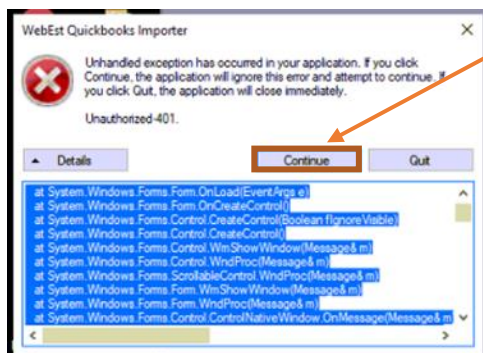 WebEst Quickbooks Importer
Unhandled exception has occurred in your application. If you click
Continue, the application will ignore this error and attempt to continue. If
you click Quit, the application will close immediately.
Unauthorized-401.
Details
Continue
Quit
at System.Windows.Forms.Form.OnLoad(EventArgs e)
at System.Windows.Forms.Form.OnCreateControl()
at System.Windows.Forms.Control.CreateControl(Boolean fIgnoreVisible)
at System.Windows.Forms.Control.CreateControl()
at System.Windows.Forms.Control.WmShowWindow(Message& m)
at System.Windows.Forms.Control.WndProc(Message& m)
at System.Windows.Forms.ScrollableControl.WndProc(Message& m)
at System.Windows.Forms.Form.WmShowWindow(Message& m)
at System.Windows.Forms.Form.WndProc(Message& m)
at System.Windows.Forms.Control.ControlNativeWindow.OnMessage(Message& m